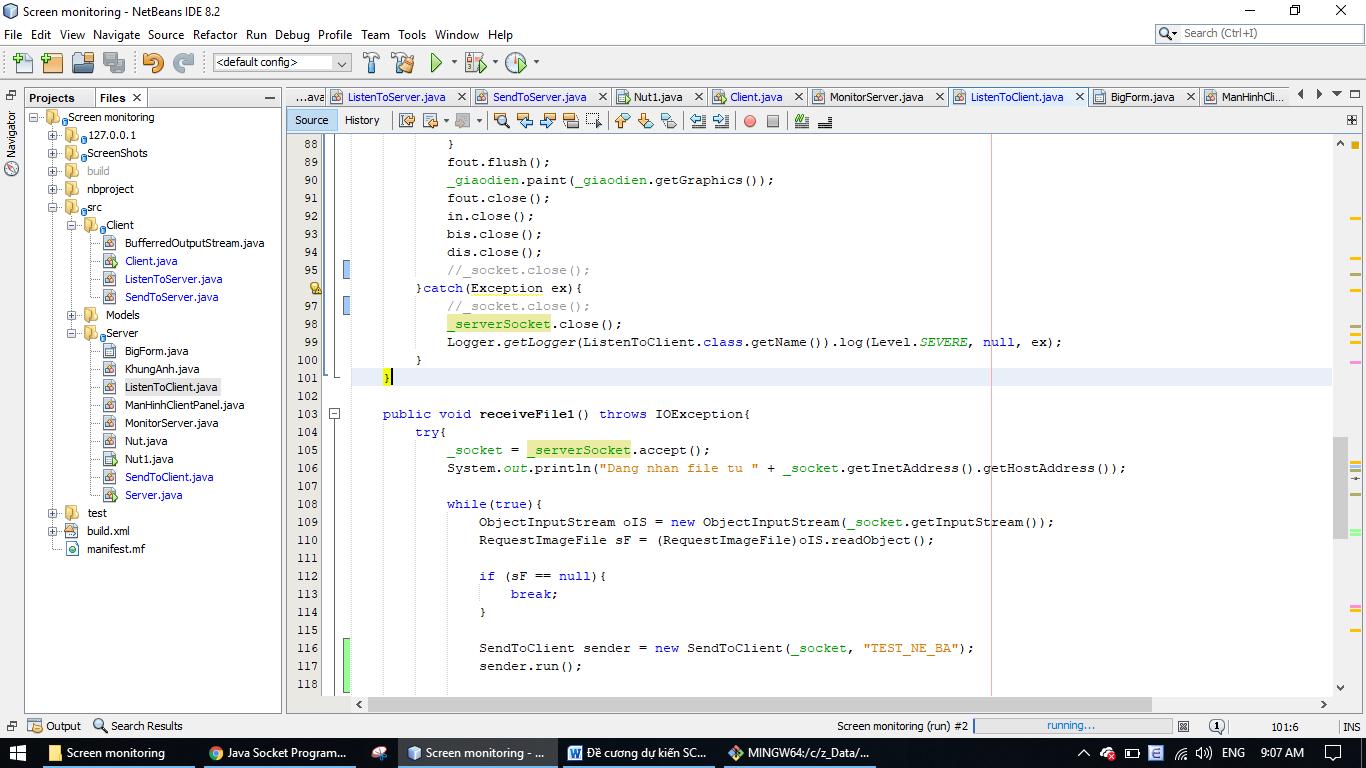 Screen monitoring - NetBeans IDE 8.2
File Edit View Navigate Source Refactor Run Debug Profile Team Tools Window Help
Search (Ctrl+I)
<default config>
Projects Files
Navigator
Screen monitoring
127.0.0.1
ScreenShots
build
nbproject
src
Client
BufferredOutputStream.java
Client.java
ListenToServer.java
SendToServer.java
Models
Server
BigForm.java
KhungAnh.java
ListenToClient.java
ManHinhClientPanel.java
MonitorServer.java
Nut.java
Nut1.java
SendToClient.java
Server.java
test
build.xml
manifest.mf
...ava ListenToServer.java SendToServer.java Nut1.java Client.java MonitorServer.java ListenToClient.java BigForm.java ManHinhCli...
Source History
88 }
89 fout.flush();
90 _giaodien.paint(_giaodien.getGraphics());
91 fout.close();
92 in.close();
93 bis.close();
94 dis.close();
95 //_socket.close();
}catch(Exception ex){
97 //_socket.close();
98 _serverSocket.close();
99 Logger.getLogger(ListenToClient.class.getName()).log(Level.SEVERE, null, ex);
100 }
101 }
102
103 public void receiveFile1() throws IOException{
104 try{
105 _socket = _serverSocket.accept();
106 System.out.println("Dang nhan file tu " + _socket.getInetAddress().getHostAddress());
107
108 while(true){
109 ObjectInputStream oIS = new ObjectInputStream(_socket.getInputStream());
110 RequestImageFile sF = (RequestImageFile)oIS.readObject();
111
112 if (sF == null){
113 break;
114 }
115
116 SendToClient sender = new SendToClient(_socket, "TEST_NE_BA");
117 sender.run();
118
Output Search Results
Screen monitoring (run) #2 running... 1 101:6 INS
Screen monitoring Java Socket Program... Screen monitoring - ... Đề cương dự kiến SC... MINGW64:/c/z_Data/... ENG 9:07 AM